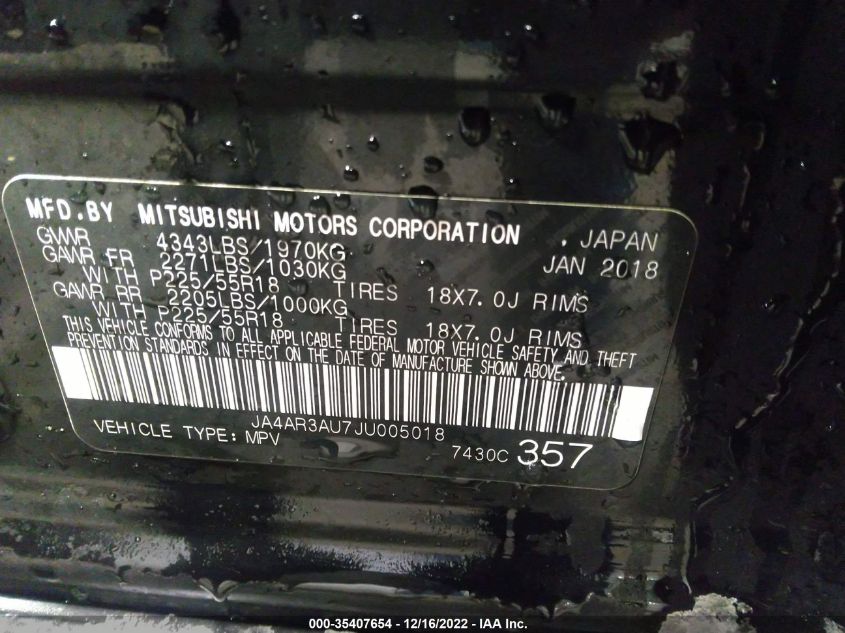 MFD.BY MITSUBISHI MOTORS CORPORATION . JAPAN
GVWR 4343LBS/1970KG JAN 2018
GAWR FR 2271LBS/1030KG
WITH P225/55R18 TIRES 18X7.0J RIMS
GAWR RR 2205LBS/1000KG
WITH P225/55R18 TIRES 18X7.0J RIMS
THIS VEHICLE CONFORMS TO ALL APPLICABLE FEDERAL MOTOR VEHICLE SAFETY AND THEFT
PREVENTION STANDARDS IN EFFECT ON THE DATE OF MANUFACTURE SHOWN ABOVE.
JA4AR3AU7JU005018
VEHICLE TYPE: MPV 7430C 357
000-35407654 - 12/16/2022 - IAA Inc.